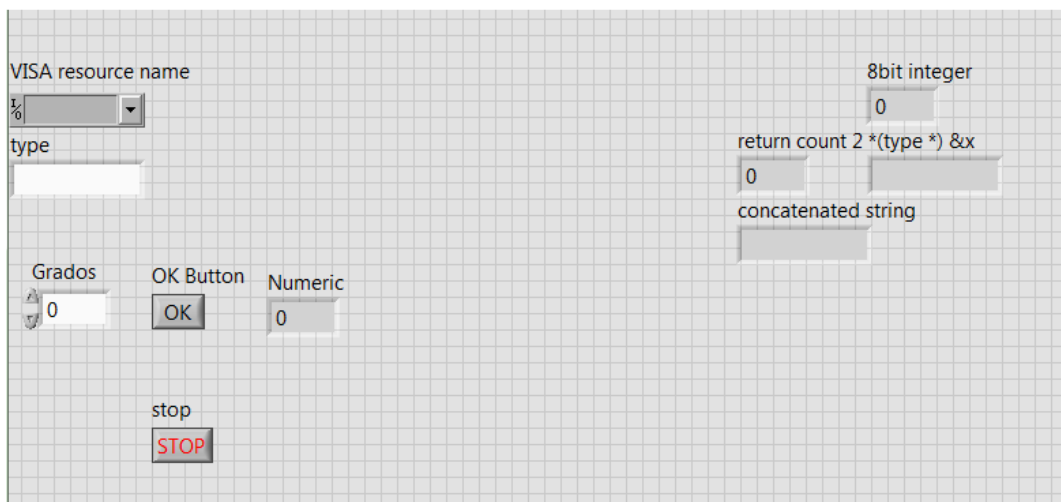 VISA resource name
8bit integer
0
type
return count 2 *(type *) &x
0
concatenated string
Grados
OK Button
Numeric
0
OK
0
stop
STOP